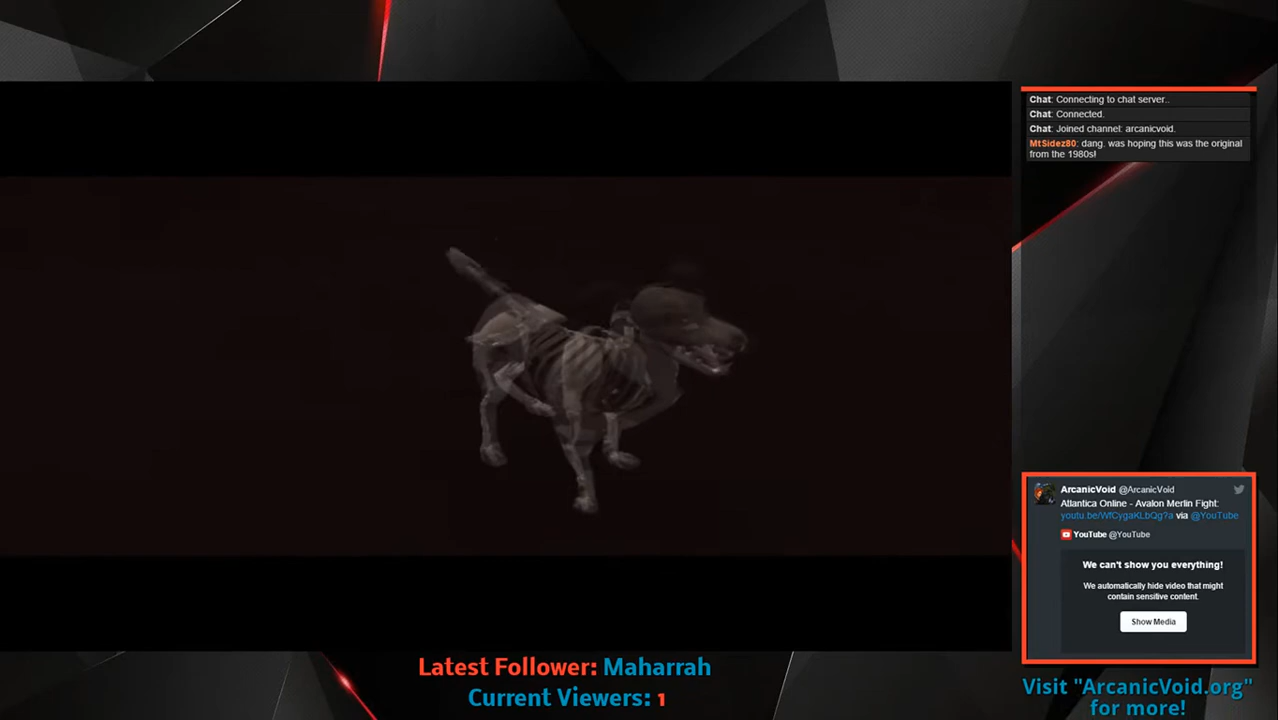 Chat: Connecting to chat server..
Chat: Connected.
Chat: Joined channel: arcanicvoid.
MtSidez80: dang. was hoping this was the original
from the 1980s!
ArcanicVoid @ArcanicVoid
Atlantica Online - Avalon Merlin Fight:
youtu.be/WfCygaKLbQg?a via @YouTube
YouTube @YouTube
We can't show you everything!
We automatically hide video that might
contain sensitive content.
Show Media
Latest Follower: Maharrah
Current Viewers: 1
Visit "ArcanicVoid.org"
for more!